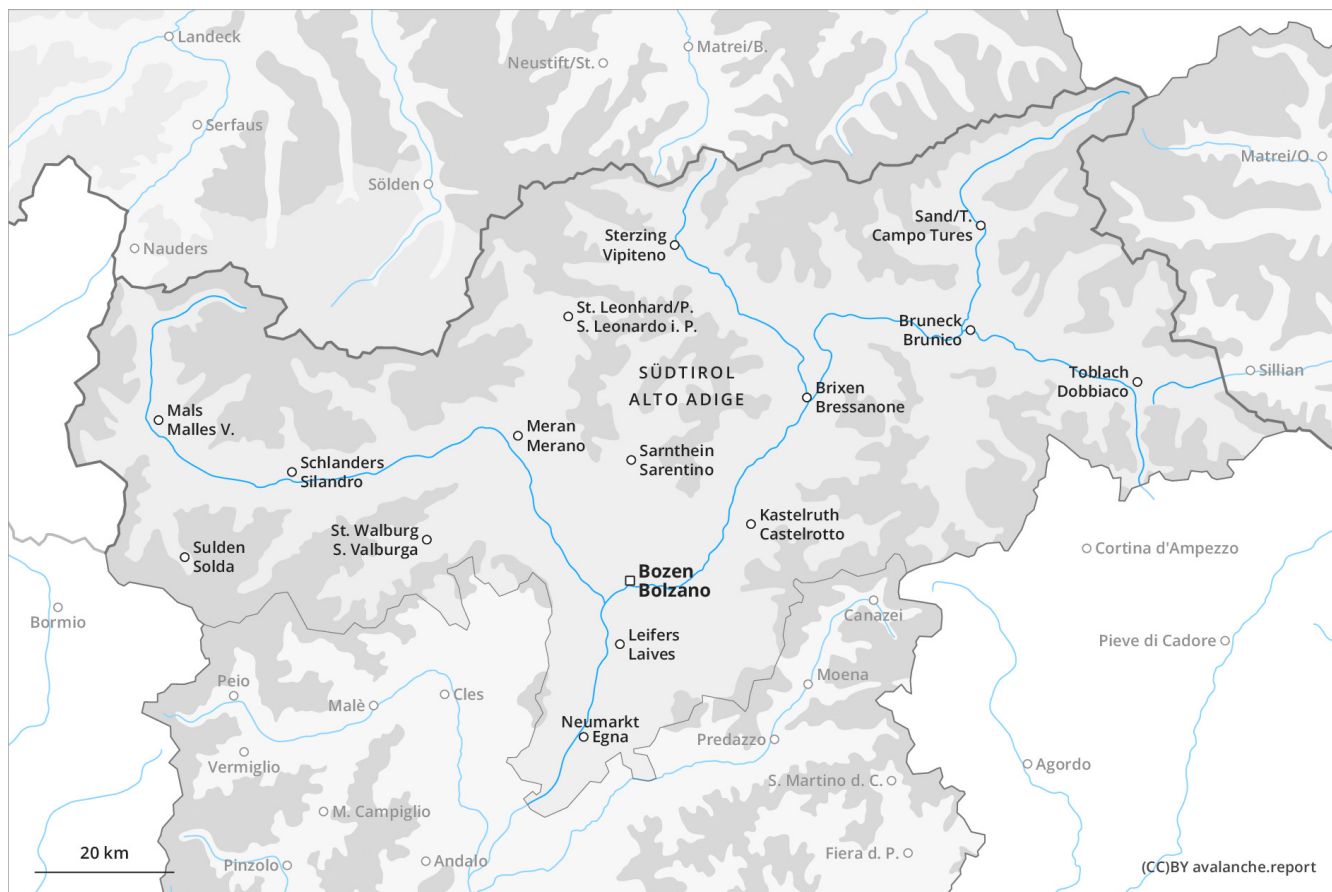 Landeck
Matrei/B.
Neustift/St.
Serfaus
Matrei/O.
Sölden
Sand/T.
Campo Tures
Sterzing
Vipiteno
Nauders
St. Leonhard/P.
S. Leonardo i. P.
Bruneck
Brunico
SÜDTIROL
ALTO ADIGE
Toblach
Dobbiaco
Sillian
Brixen
Bressanone
Mals
Malles V.
Meran
Merano
Schlanders
Silandro
Sarnthein
Sarentino
Kastelruth
Castelrotto
St. Walburg
S. Valburga
Sulden
Solda
Cortina d'Ampezzo
Bozen
Bolzano
Bormio
Canazei
Leifers
Laives
Pieve di Cadore
Peio
Moena
Malè
Cles
Neumarkt
Egna
Predazzo
Vermiglio
Agordo
S. Martino d. C.
M. Campiglio
20 km
Pinzolo
Andalo
Fiera d. P.
(CC)BY avalanche.report